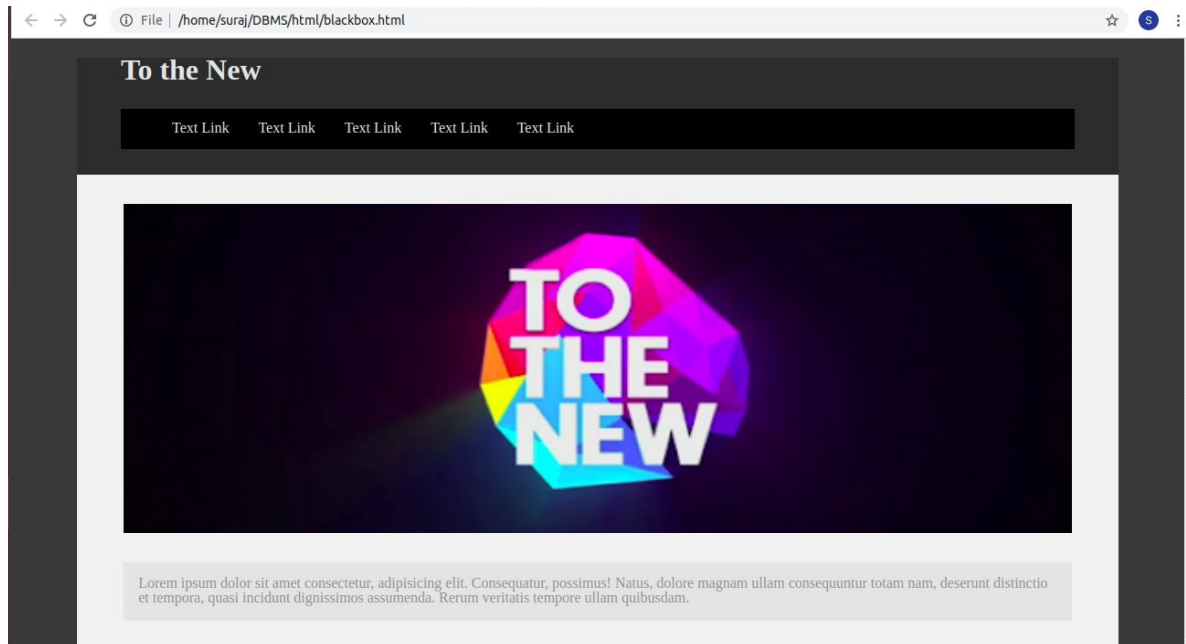 File | /home/suraj/DBMS/html/blackbox.html
S
To the New
Text Link Text Link Text Link Text Link Text Link
TO
THE
NEW
Lorem ipsum dolor sit amet consectetur, adipisicing elit. Consequatur, possimus! Natus, dolore magnam ullam consequuntur totam nam, deserunt distinctio
et tempora, quasi incidunt dignissimos assumenda. Rerum veritatis tempore ullam quibusdam.